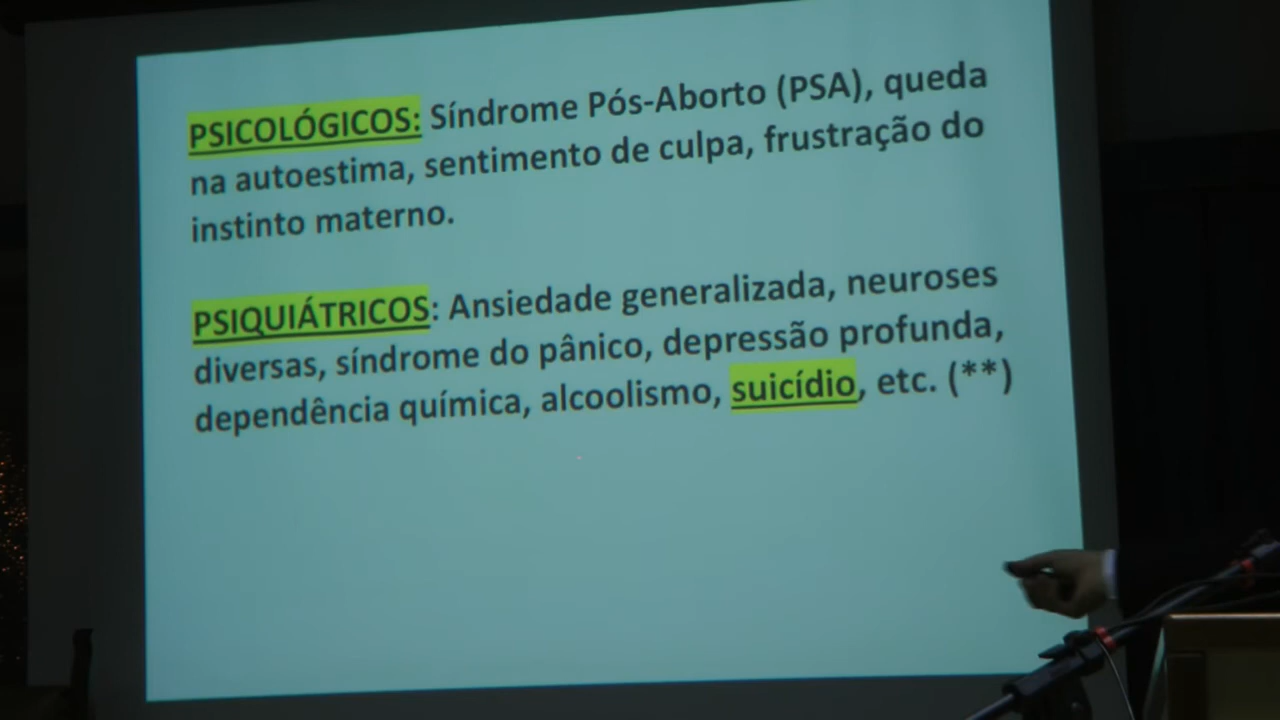 PSICOLÓGICOS: Síndrome Pós-Aborto (PSA), queda
na autoestima, sentimento de culpa, frustração do
instinto materno.
PSIQUIÁTRICOS: Ansiedade generalizada, neuroses
diversas, síndrome do pânico, depressão profunda,
dependência química, alcoolismo, suicídio, etc. (**)